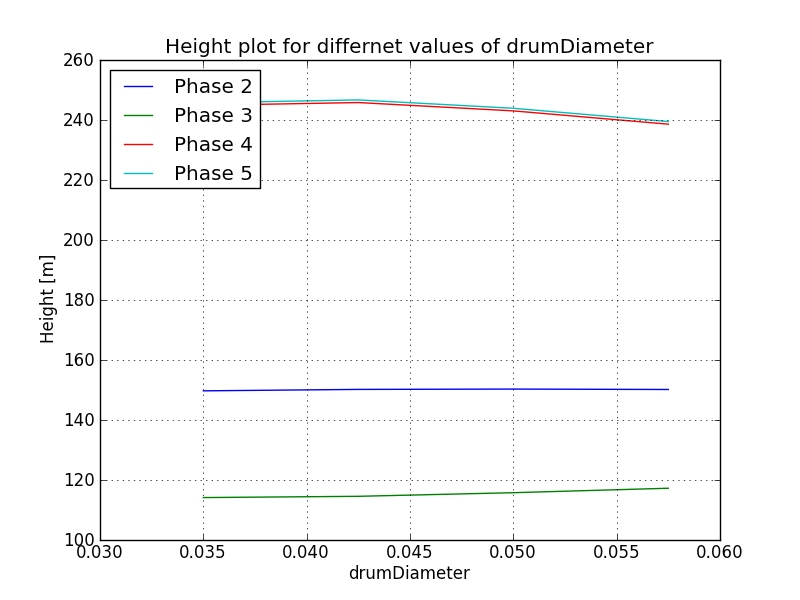 Height plot for differnet values of drumDiameter
260
240
220
200
180
160
140
120
100
Height [m]
Phase 2
Phase 3
Phase 4
Phase 5
0.030 0.035 0.040 0.045 0.050 0.055 0.060
drumDiameter